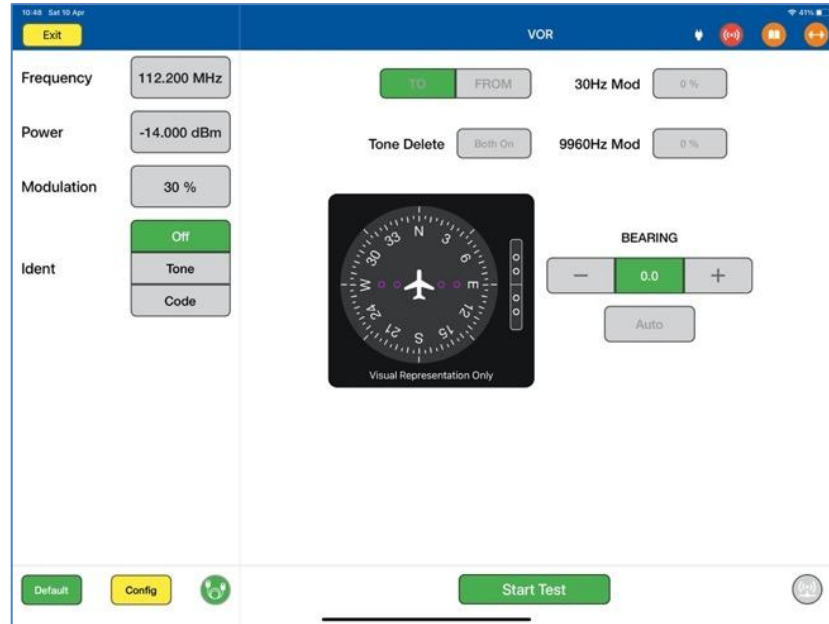 10:48 Sat 10 Apr
41%
Exit
VOR
Frequency
112.200 MHz
Power
-14.000 dBm
Modulation
30 %
Ident
Off
Tone
Code
TO
FROM
30Hz Mod
0 %
Tone Delete
Both On
9960Hz Mod
0 %
N
3
6
E
12
15
S
21
24
W
30
33
Visual Representation Only
BEARING
−
0.0
+
Auto
Default
Config
Start Test